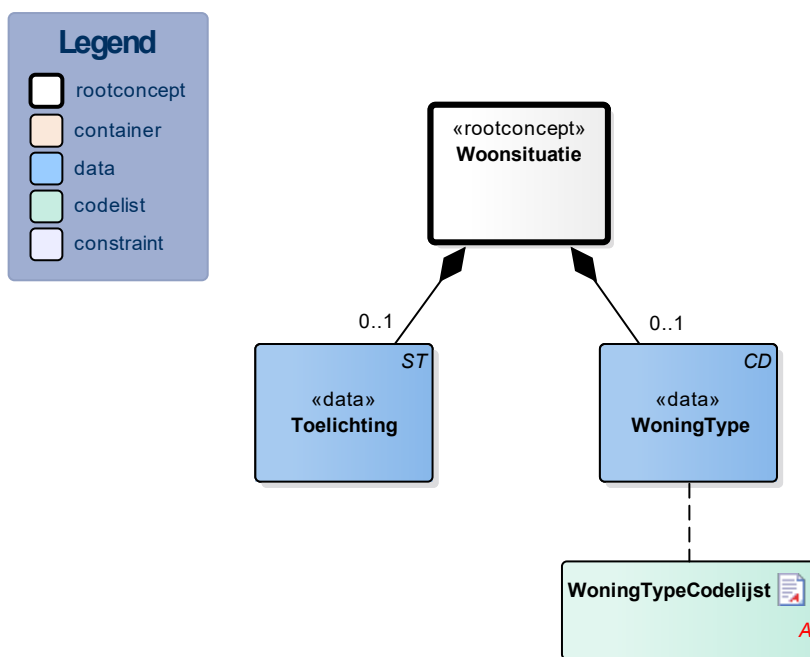 Legend
rootconcept
container
data
codelist
constraint
«rootconcept»
Woonsituatie
0..1
0..1
ST
«data»
Toelichting
CD
«data»
WoningType
WoningTypeCodelijst
A